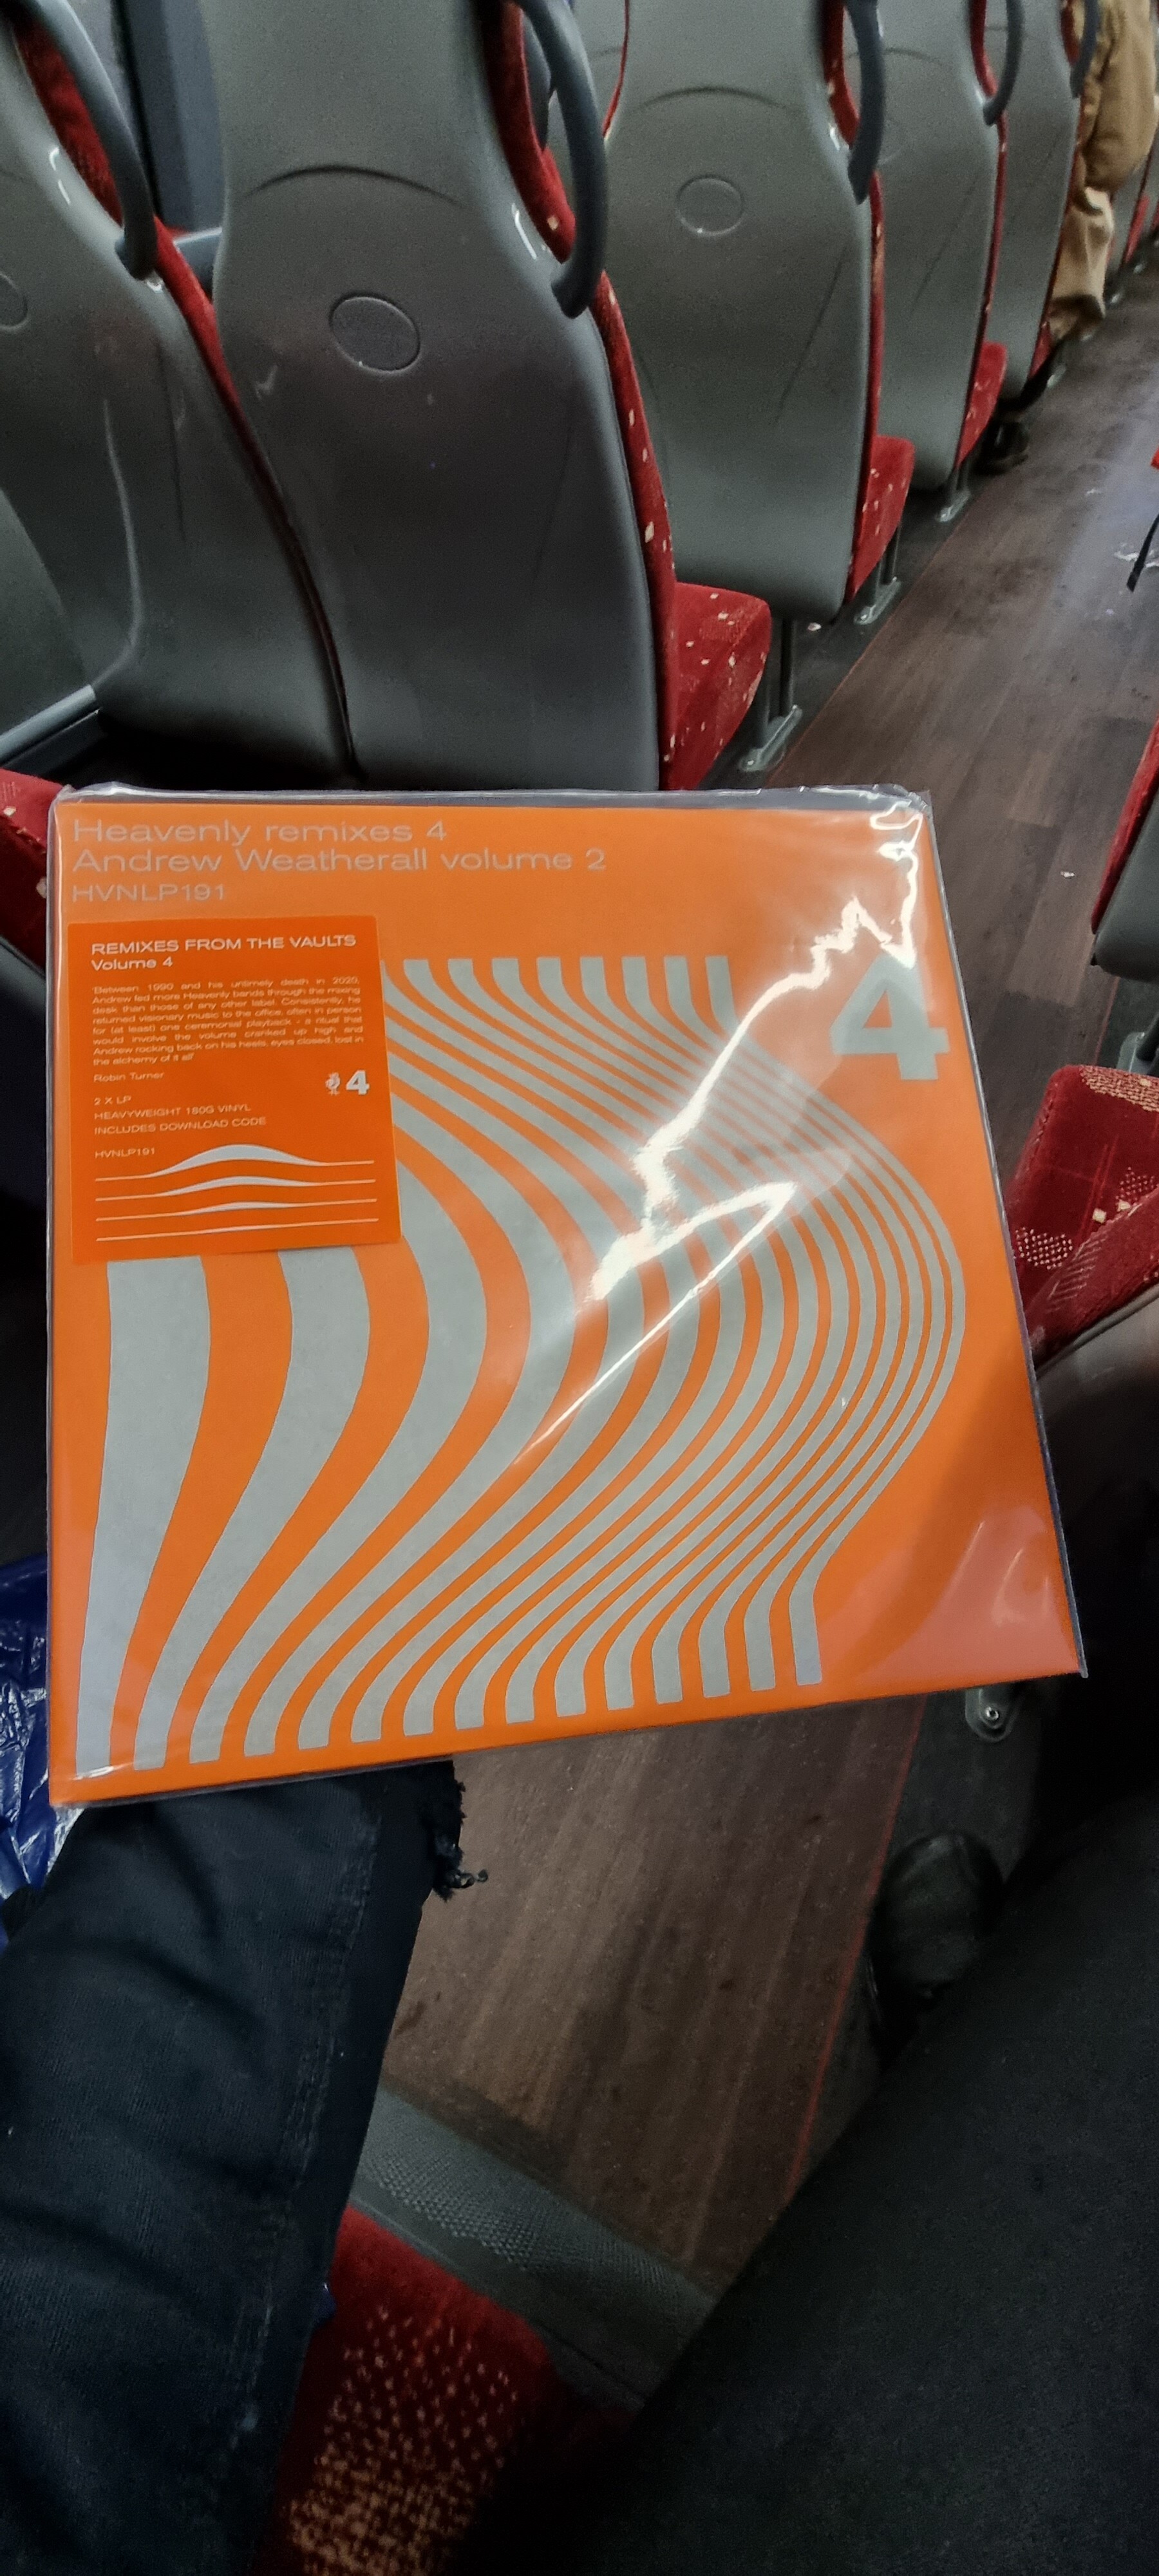 Heavenly remixes 4
Andrew Weatherall volume 2
HVNLP191
4
REMIXES FROM THE VAULTS
Volume 4
'Between 1990 and his untimely death in 2020,
Andrew fed more Heavenly bands through the mixing
desk than those of any other label. Consistently, he
returned visionary music to the office, often in person
for (at least) one ceremonial playback - a ritual that
would involve the volume cranked up high and
Andrew rocking back on his heels, eyes closed, lost in
the alchemy of it all'
Robin Turner
4
2 X LP
HEAVYWEIGHT 180G VINYL
INCLUDES DOWNLOAD CODE
HVNLP191